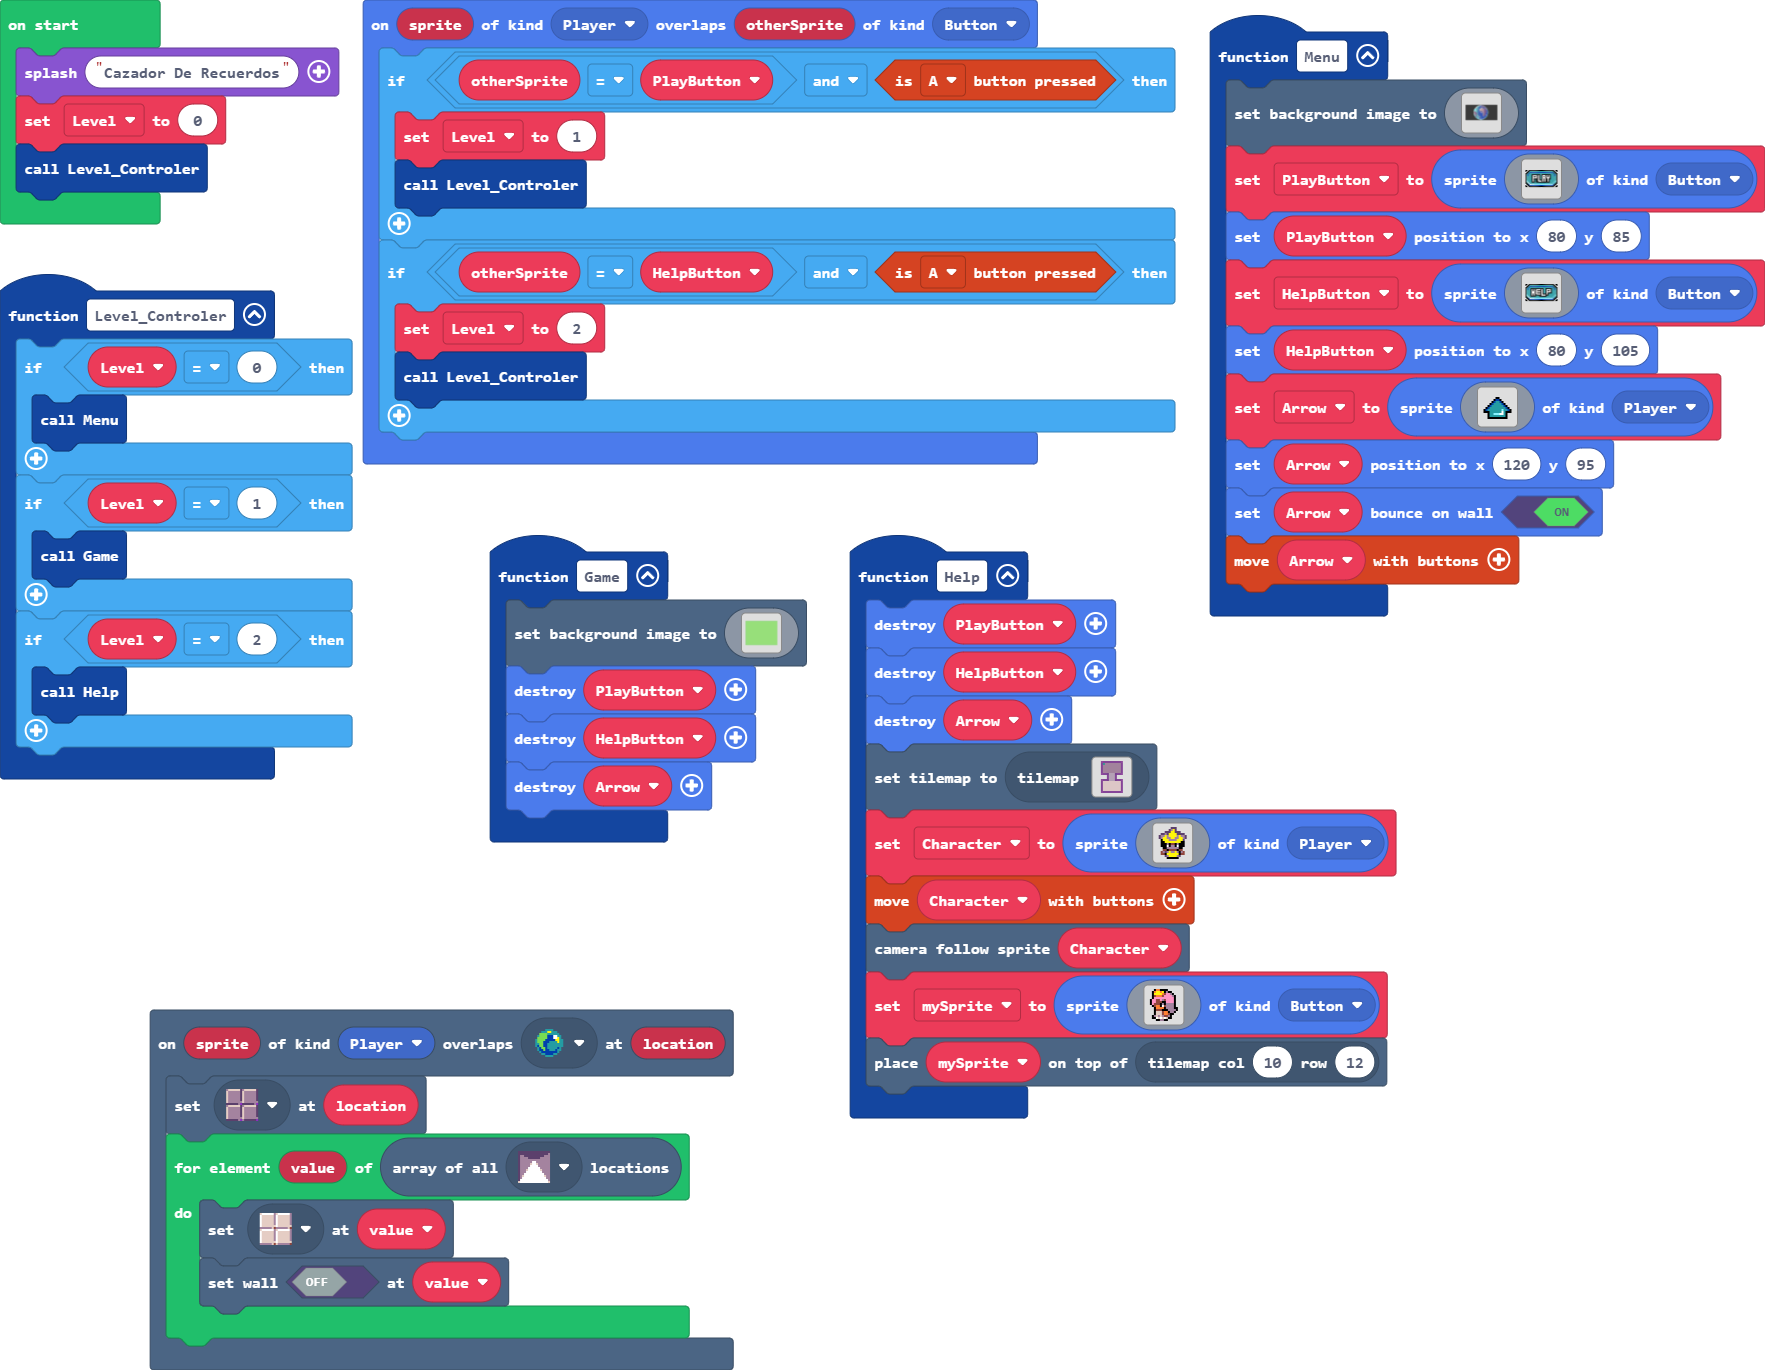 on start
splash "Cazador De Recuerdos"
set Level to 0
call Level_Controler
function Level_Controler
if Level = 0 then
call Menu
if Level = 1 then
call Game
if Level = 2 then
call Help
on sprite of kind Player overlaps otherSprite of kind Button
if otherSprite = PlayButton and is A button pressed then
set Level to 1
call Level_Controler
if otherSprite = HelpButton and is A button pressed then
set Level to 2
call Level_Controler
function Menu
set background image to
set PlayButton to sprite PLAY of kind Button
set PlayButton position to x 80 y 85
set HelpButton to sprite HELP of kind Button
set HelpButton position to x 80 y 105
set Arrow to sprite of kind Player
set Arrow position to x 120 y 95
set Arrow bounce on wall ON
move Arrow with buttons
function Game
set background image to
destroy PlayButton
destroy HelpButton
destroy Arrow
function Help
destroy PlayButton
destroy HelpButton
destroy Arrow
set tilemap to tilemap
set Character to sprite of kind Player
move Character with buttons
camera follow sprite Character
set mySprite to sprite of kind Button
place mySprite on top of tilemap col 10 row 12
on sprite of kind Player overlaps at location
set at location
for element value of array of all locations
do
set at value
set wall OFF at value